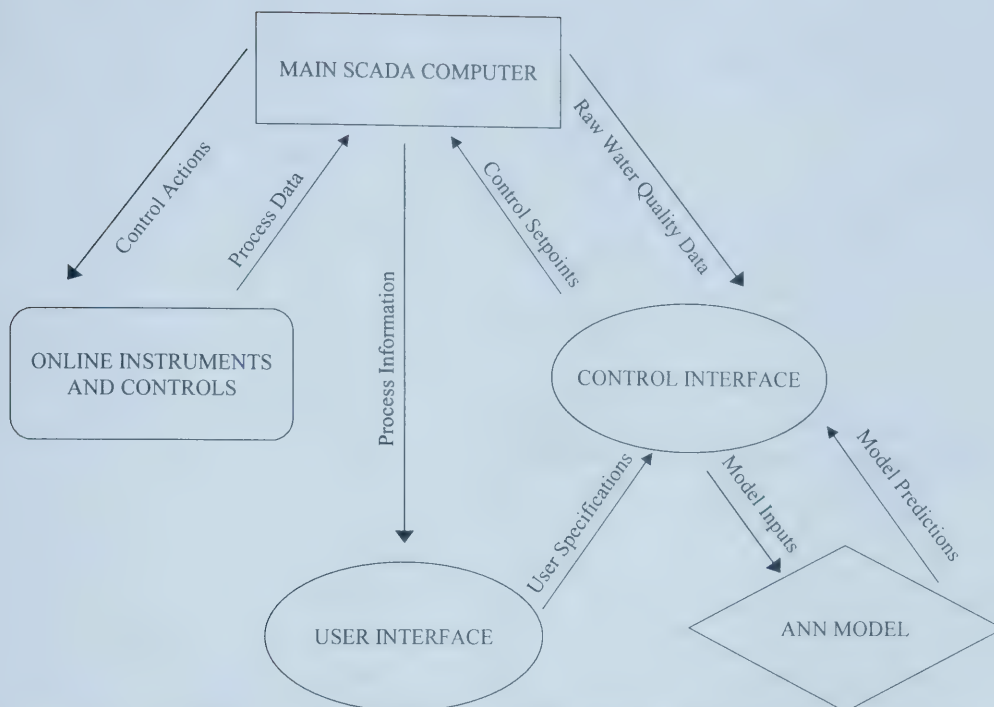 MAIN SCADA COMPUTER
Control Actions
Process Data
Process Information
Control Setpoints
Raw Water Quality Data
ONLINE INSTRUMENTS
AND CONTROLS
CONTROL INTERFACE
User Specifications
Model Inputs
Model Predictions
USER INTERFACE
ANN MODEL